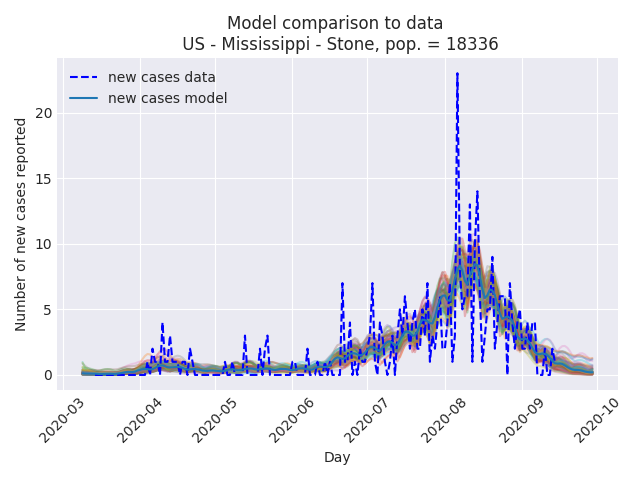 Model comparison to data
US - Mississippi - Stone, pop. = 18336
new cases data
new cases model
Number of new cases reported
20
15
10
5
0
2020-03
2020-04
2020-05
2020-06
2020-07
2020-08
2020-09
2020-10
Day